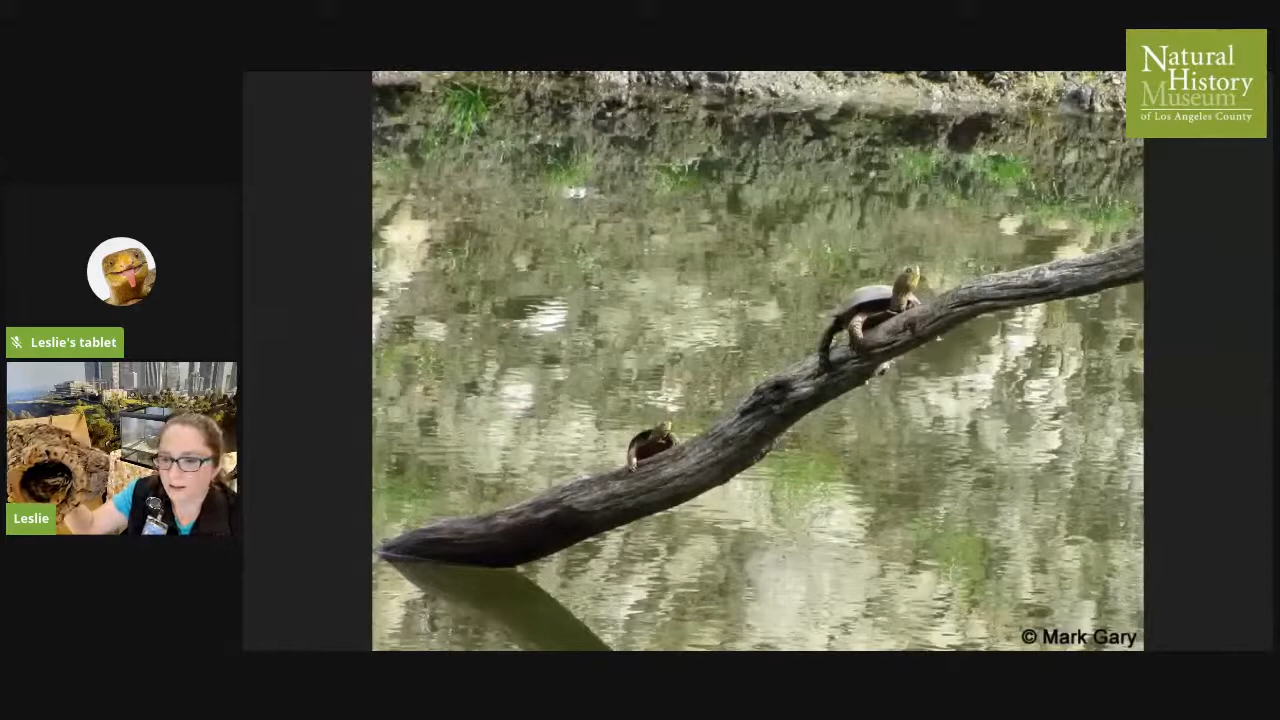 Natural
History
Museum
of Los Angeles County
Leslie's tablet
Leslie
© Mark Gary